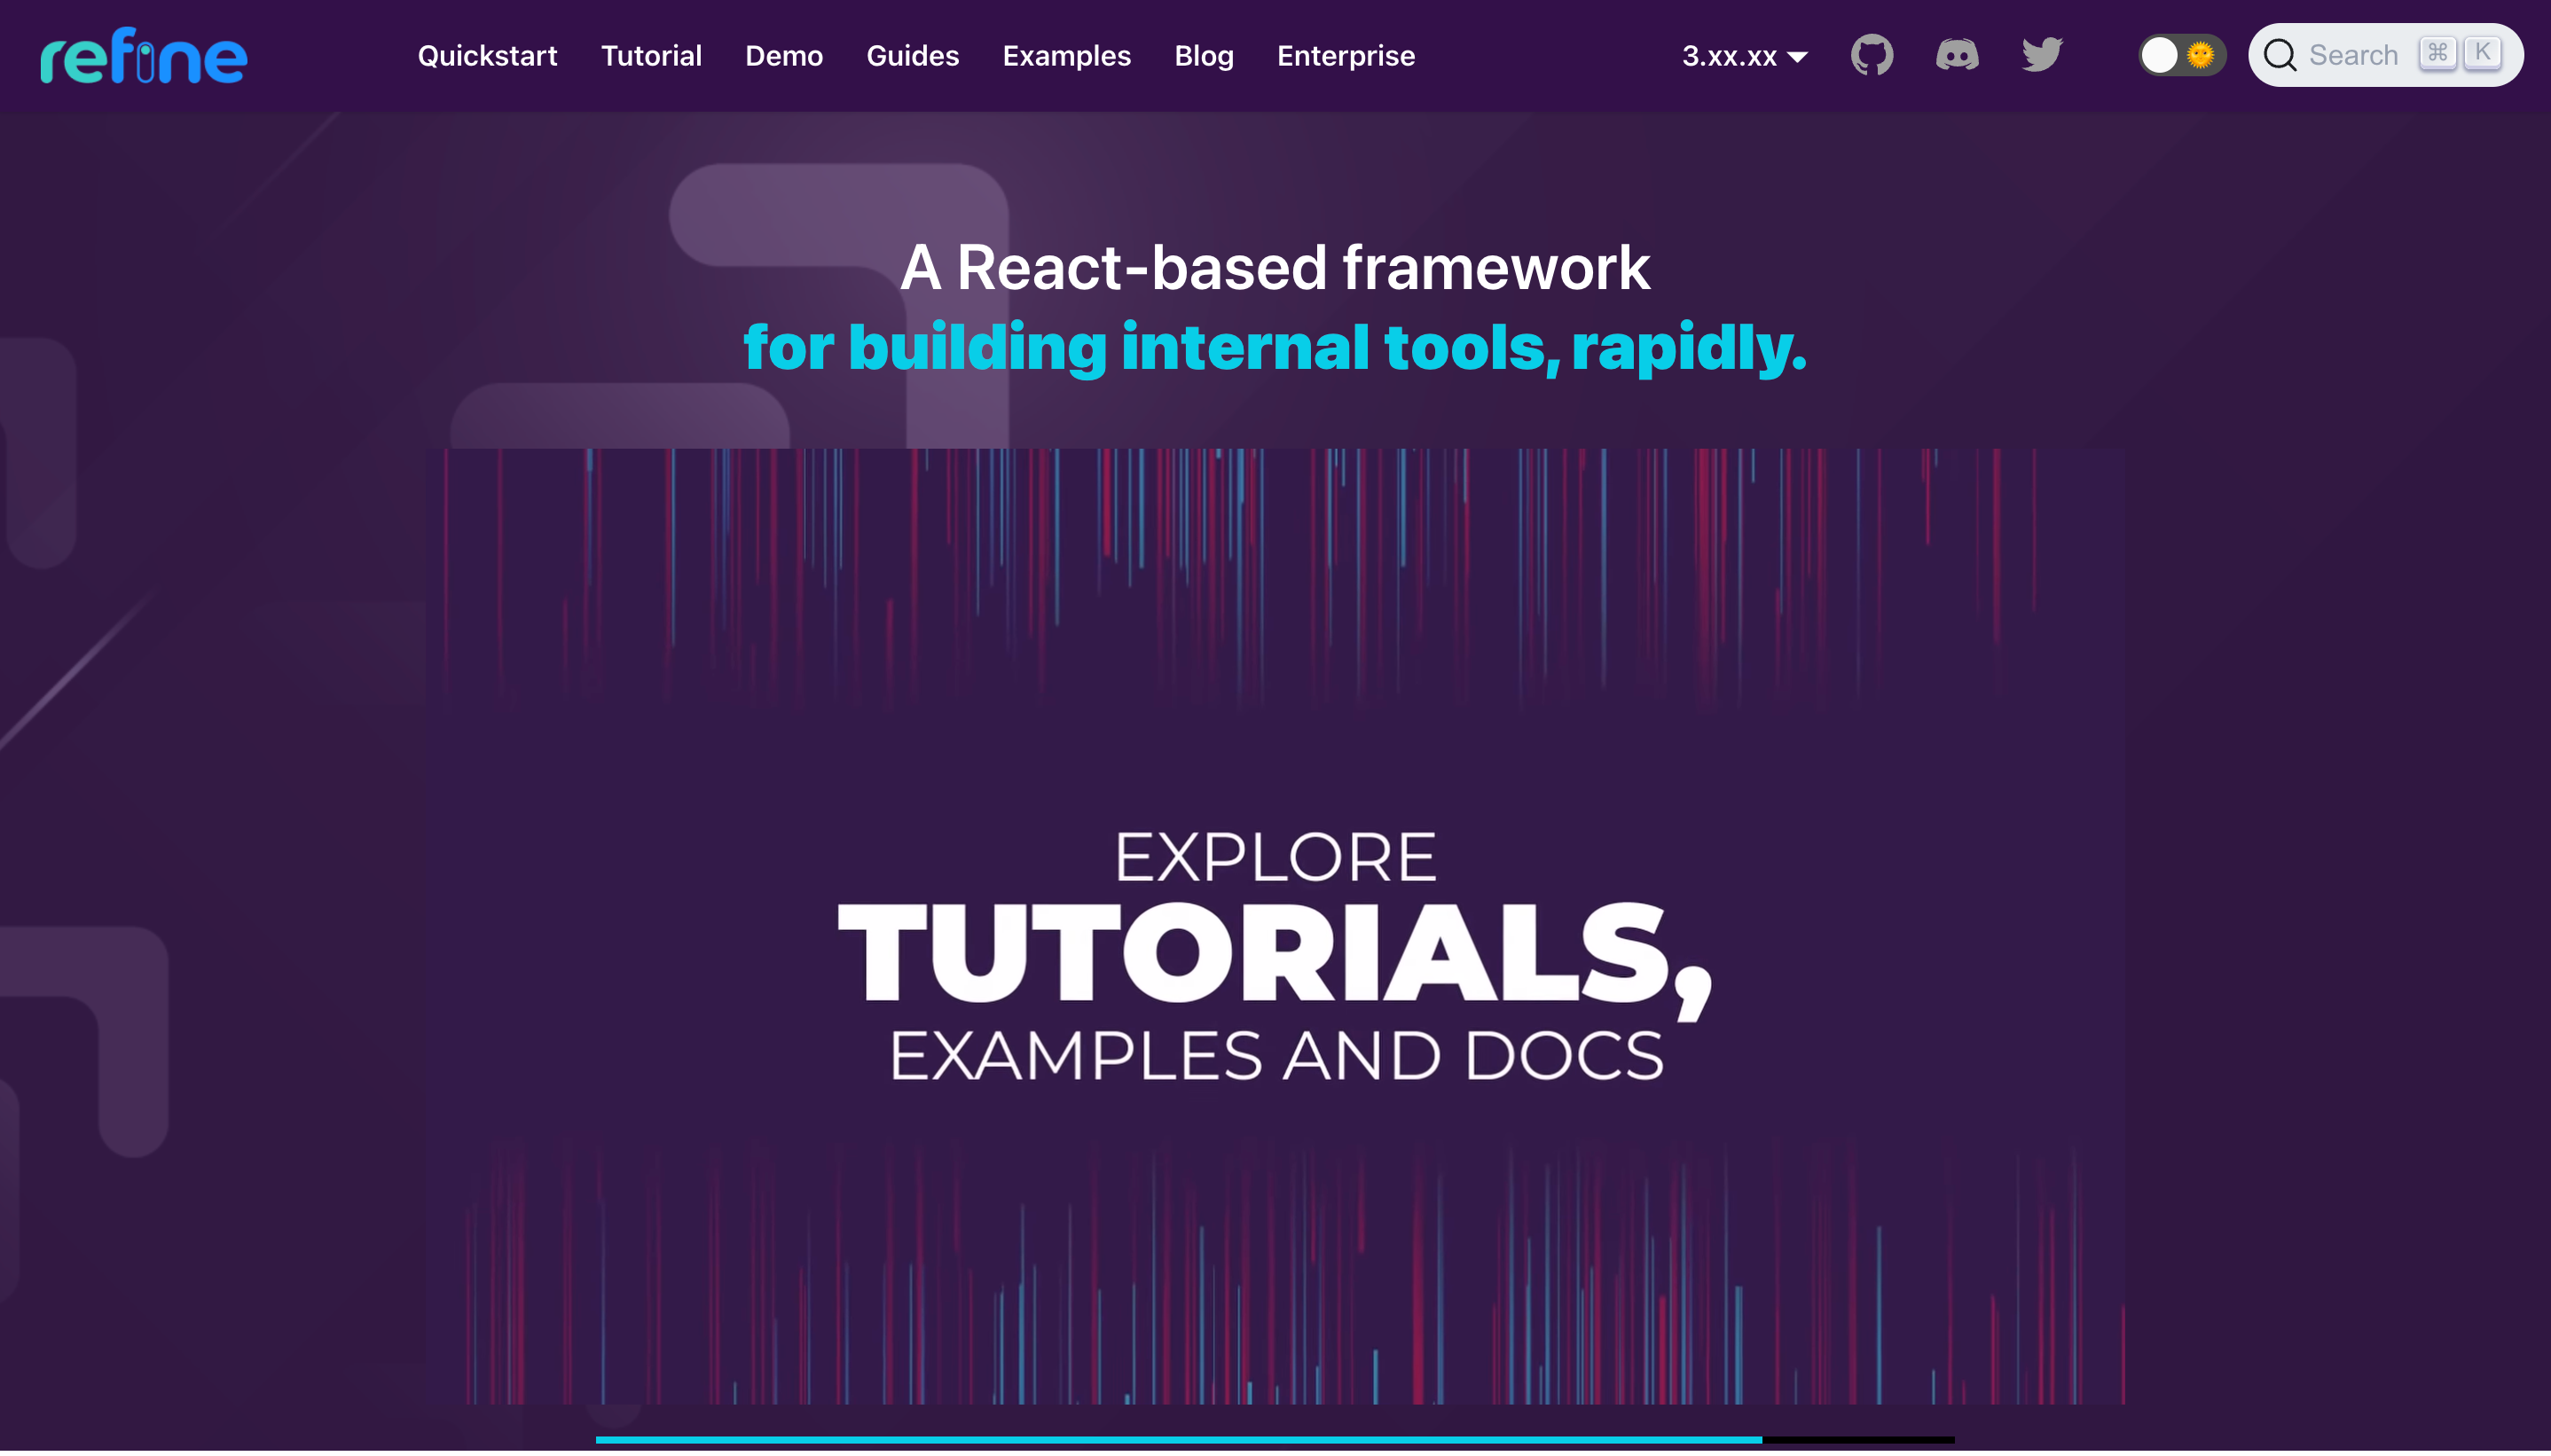 refine
Quickstart Tutorial Demo Guides Examples Blog Enterprise 3.xx.xx Search ⌘ K
A React-based framework
for building internal tools, rapidly.
EXPLORE
TUTORIALS,
EXAMPLES AND DOCS